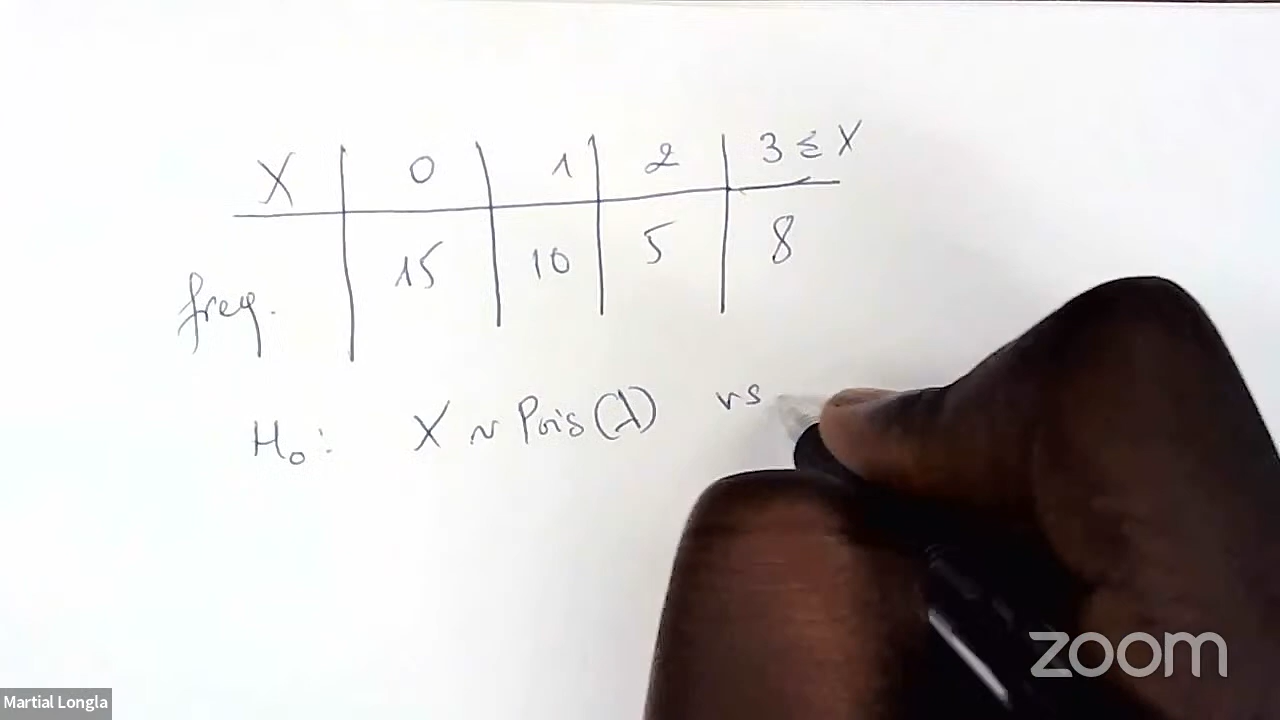 X 0 1 2 3 ≤ X
freq. 15 10 5 8
H₀: X ~ Pois(λ) vs
zoom
Martial Longla